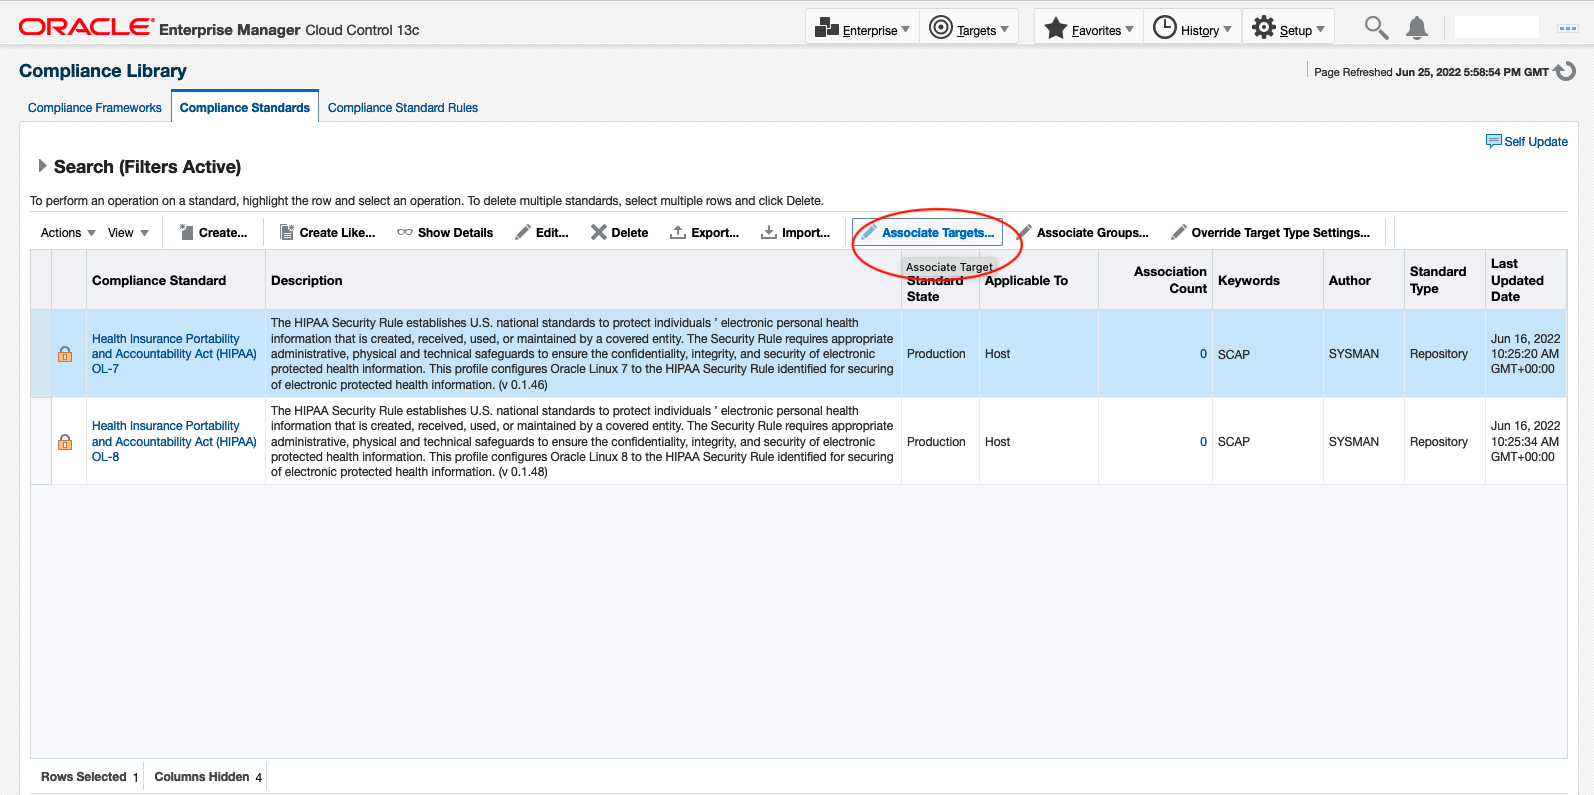 ORACLE Enterprise Manager Cloud Control 13c
Enterprise Targets Favorites History Setup
Compliance Library
Page Refreshed Jun 25, 2022 5:58:54 PM GMT
Compliance Frameworks Compliance Standards Compliance Standard Rules
Self Update
Search (Filters Active)
To perform an operation on a standard, highlight the row and select an operation. To delete multiple standards, select multiple rows and click Delete.
Actions View Create... Create Like... Show Details Edit... Delete Export... Import... Associate Targets... Associate Groups... Override Target Type Settings...
Associate Target
Compliance Standard
Description
Standard
State
Applicable To
Association
Count
Keywords
Author
Standard
Type
Last
Updated
Date
Health Insurance Portability
and Accountability Act (HIPAA)
OL-7
The HIPAA Security Rule establishes U.S. national standards to protect individuals ’ electronic personal health
information that is created, received, used, or maintained by a covered entity. The Security Rule requires appropriate
administrative, physical and technical safeguards to ensure the confidentiality, integrity, and security of electronic
protected health information. This profile configures Oracle Linux 7 to the HIPAA Security Rule identified for securing
of electronic protected health information. (v 0.1.46)
Production
Host
0
SCAP
SYSMAN
Repository
Jun 16, 2022
10:25:20 AM
GMT+00:00
Health Insurance Portability
and Accountability Act (HIPAA)
OL-8
The HIPAA Security Rule establishes U.S. national standards to protect individuals ’ electronic personal health
information that is created, received, used, or maintained by a covered entity. The Security Rule requires appropriate
administrative, physical and technical safeguards to ensure the confidentiality, integrity, and security of electronic
protected health information. This profile configures Oracle Linux 8 to the HIPAA Security Rule identified for securing
of electronic protected health information. (v 0.1.48)
Production
Host
0
SCAP
SYSMAN
Repository
Jun 16, 2022
10:25:34 AM
GMT+00:00
Rows Selected 1 Columns Hidden 4